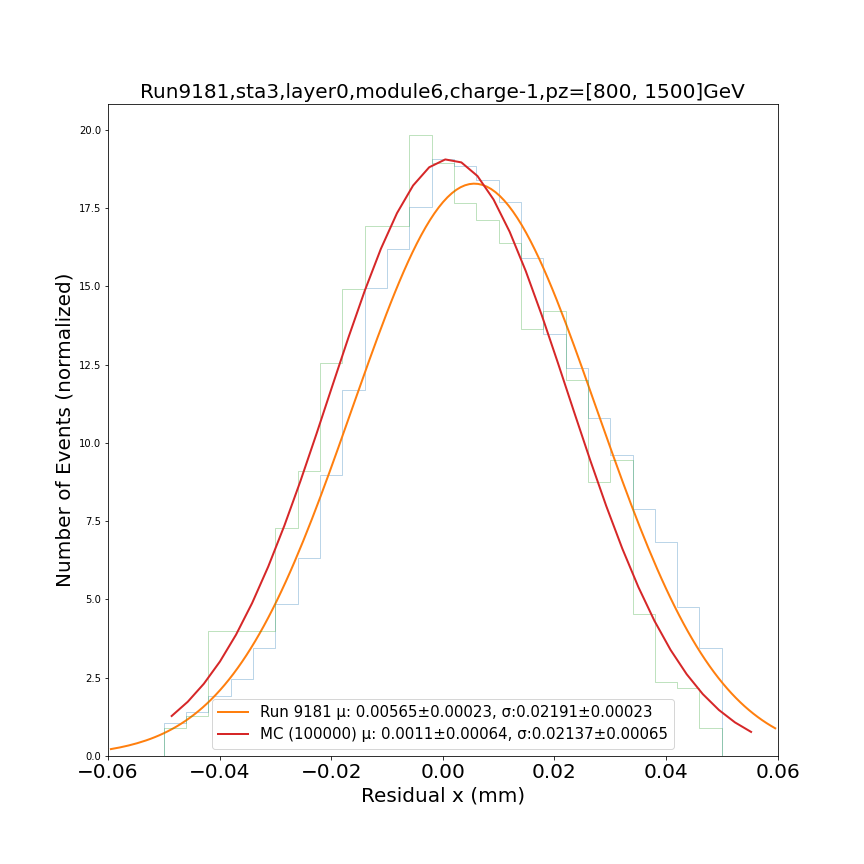 Run9181,sta3,layer0,module6,charge-1,pz=[800, 1500]GeV
Number of Events (normalized)
20.0
17.5
15.0
12.5
10.0
7.5
5.0
2.5
0.0
Run 9181 μ: 0.00565±0.00023, σ:0.02191±0.00023
MC (100000) μ: 0.0011±0.00064, σ:0.02137±0.00065
−0.06 −0.04 −0.02 0.00 0.02 0.04 0.06
Residual x (mm)